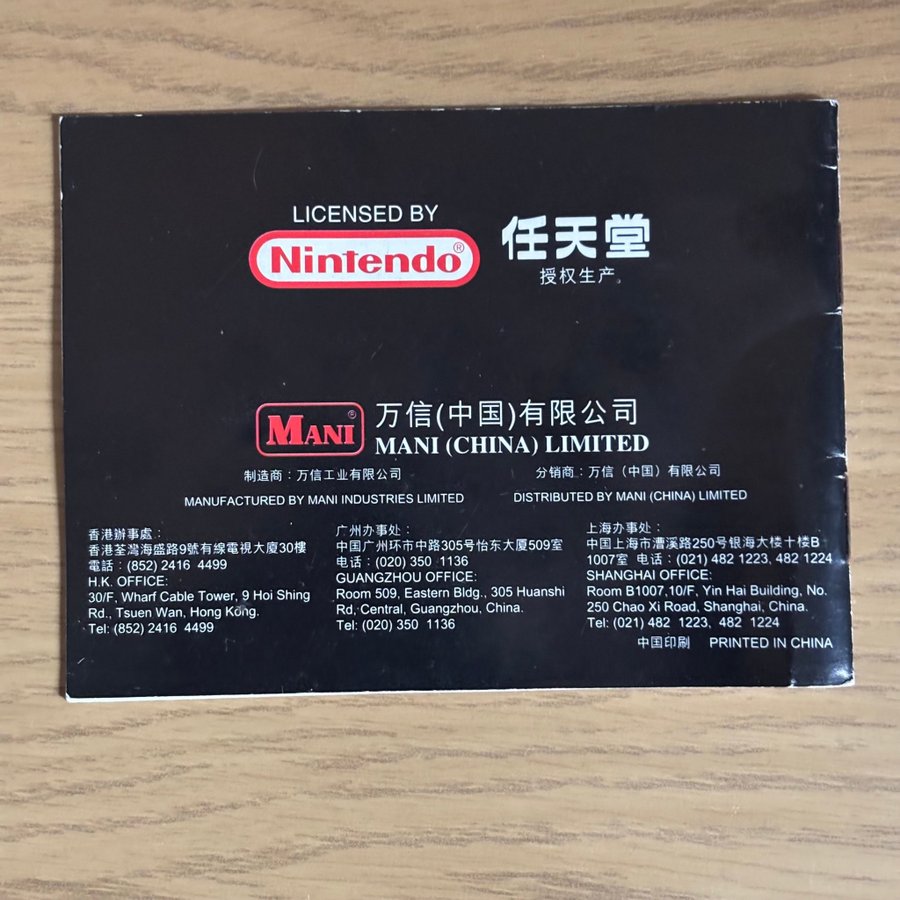 LICENSED BY
Nintendo®
任天堂
授权生产。
MANI®
万信(中国)有限公司
MANI (CHINA) LIMITED
制造商：万信工业有限公司
MANUFACTURED BY MANI INDUSTRIES LIMITED
分销商：万信（中国）有限公司
DISTRIBUTED BY MANI (CHINA) LIMITED
香港辦事處：
香港荃灣海盛路9號有線電視大廈30樓
電話：(852) 2416 4499
H.K. OFFICE:
30/F, Wharf Cable Tower, 9 Hoi Shing
Rd., Tsuen Wan, Hong Kong.
Tel: (852) 2416 4499
广州办事处：
中国广州环市中路305号怡东大厦509室
电话：(020) 350 1136
GUANGZHOU OFFICE:
Room 509, Eastern Bldg., 305 Huanshi
Rd, Central, Guangzhou, China.
Tel: (020) 350 1136
上海办事处：
中国上海市漕溪路250号银海大楼十楼B
1007室 电话：(021) 482 1223, 482 1224
SHANGHAI OFFICE:
Room B1007,10/F, Yin Hai Building, No.
250 Chao Xi Road, Shanghai, China.
Tel: (021) 482 1223, 482 1224
中国印刷 PRINTED IN CHINA